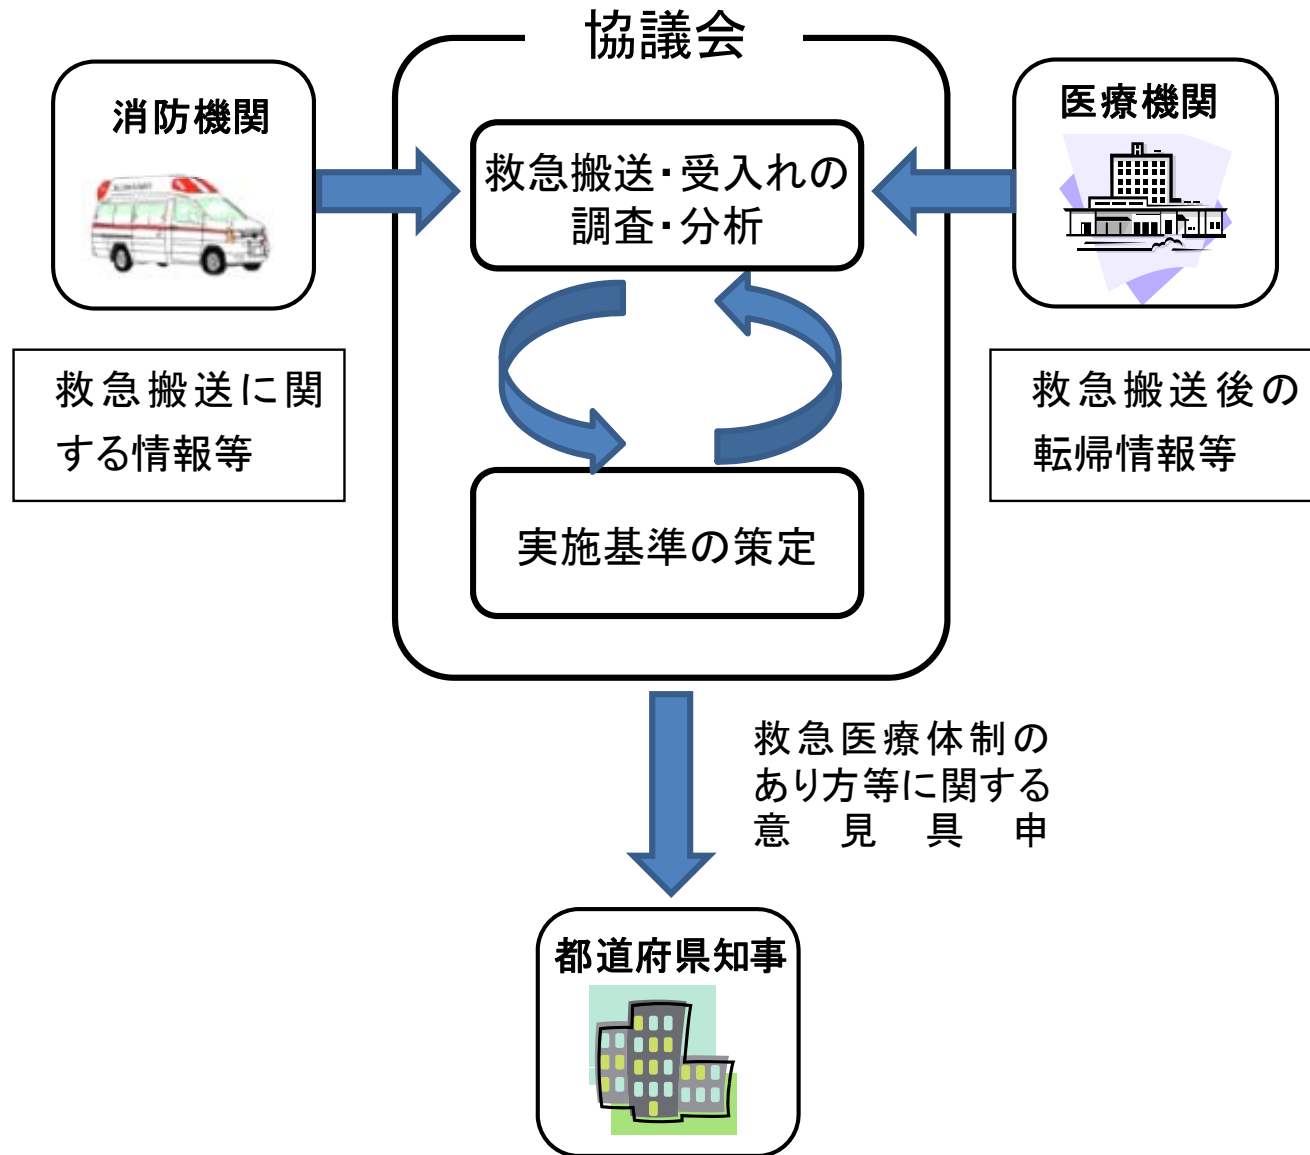 協議会
消防機関
医療機関
救急搬送・受入れの
調査・分析
救急搬送に関
する情報等
救急搬送後の
転帰情報等
実施基準の策定
救急医療体制の
あり方等に関する
意見具申
都道府県知事
H